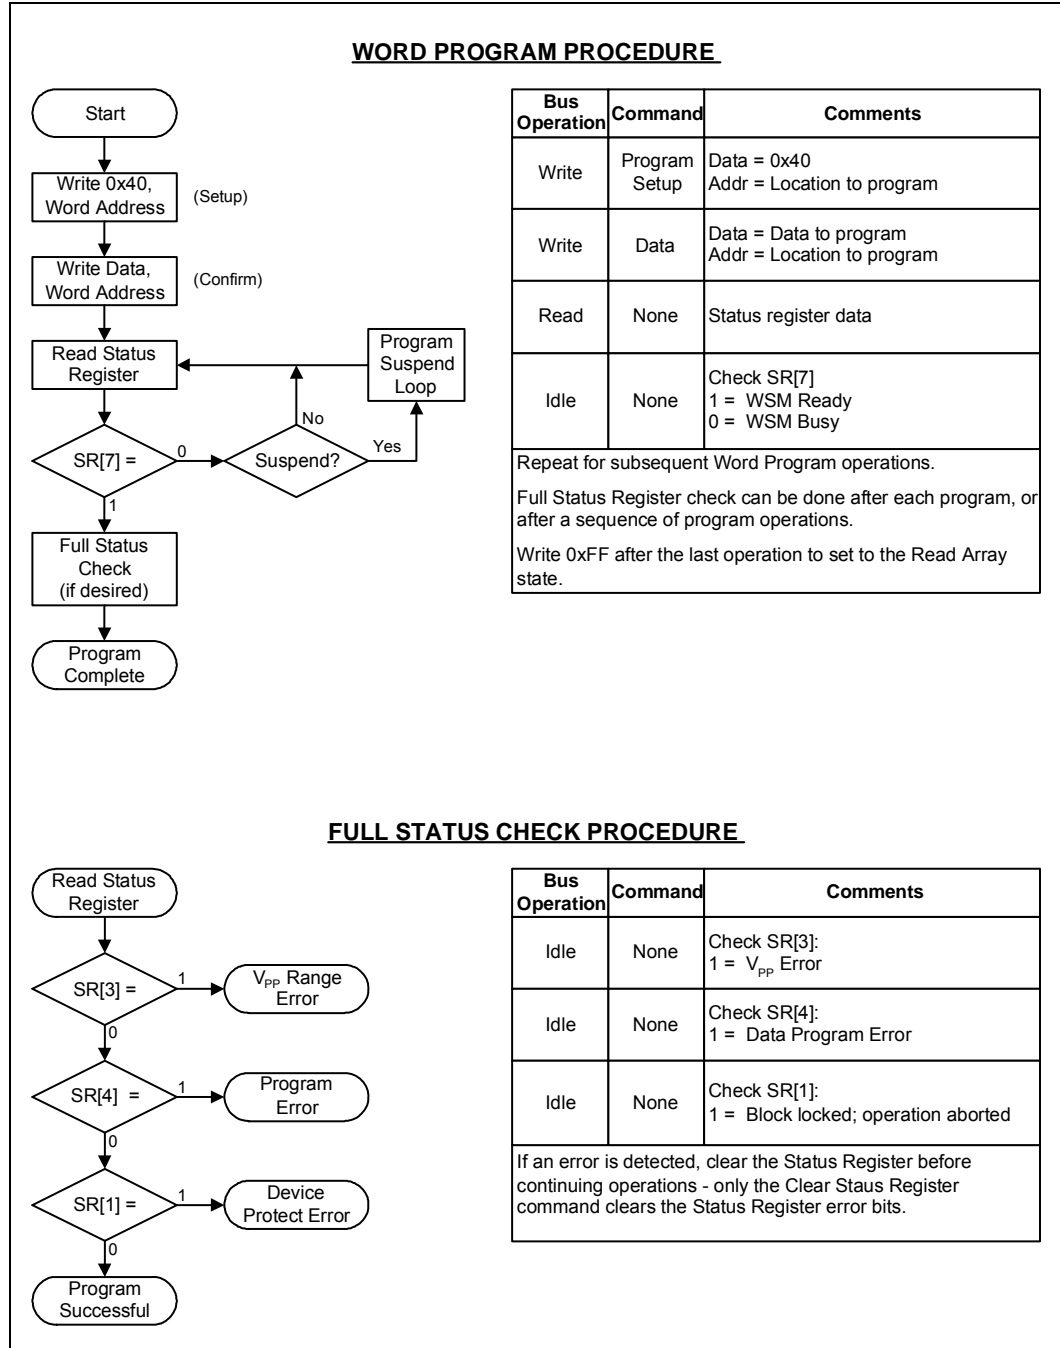 WORD PROGRAM PROCEDURE
Start
Write 0x40,
Word Address
(Setup)
Write Data,
Word Address
(Confirm)
Read Status
Register
Program
Suspend
Loop
No
SR[7] =
0
Suspend?
Yes
1
Full Status
Check
(if desired)
Program
Complete
Bus
Operation
Command
Comments
Write
Program
Setup
Data = 0x40
Addr = Location to program
Write
Data
Data = Data to program
Addr = Location to program
Read
None
Status register data
Idle
None
Check SR[7]
1 = WSM Ready
0 = WSM Busy
Repeat for subsequent Word Program operations.
Full Status Register check can be done after each program, or
after a sequence of program operations.
Write 0xFF after the last operation to set to the Read Array
state.
FULL STATUS CHECK PROCEDURE
Read Status
Register
SR[3] =
1
VPP Range
Error
0
SR[4] =
1
Program
Error
0
SR[1] =
1
Device
Protect Error
0
Program
Successful
Bus
Operation
Command
Comments
Idle
None
Check SR[3]:
1 = VPP Error
Idle
None
Check SR[4]:
1 = Data Program Error
Idle
None
Check SR[1]:
1 = Block locked; operation aborted
If an error is detected, clear the Status Register before
continuing operations - only the Clear Staus Register
command clears the Status Register error bits.